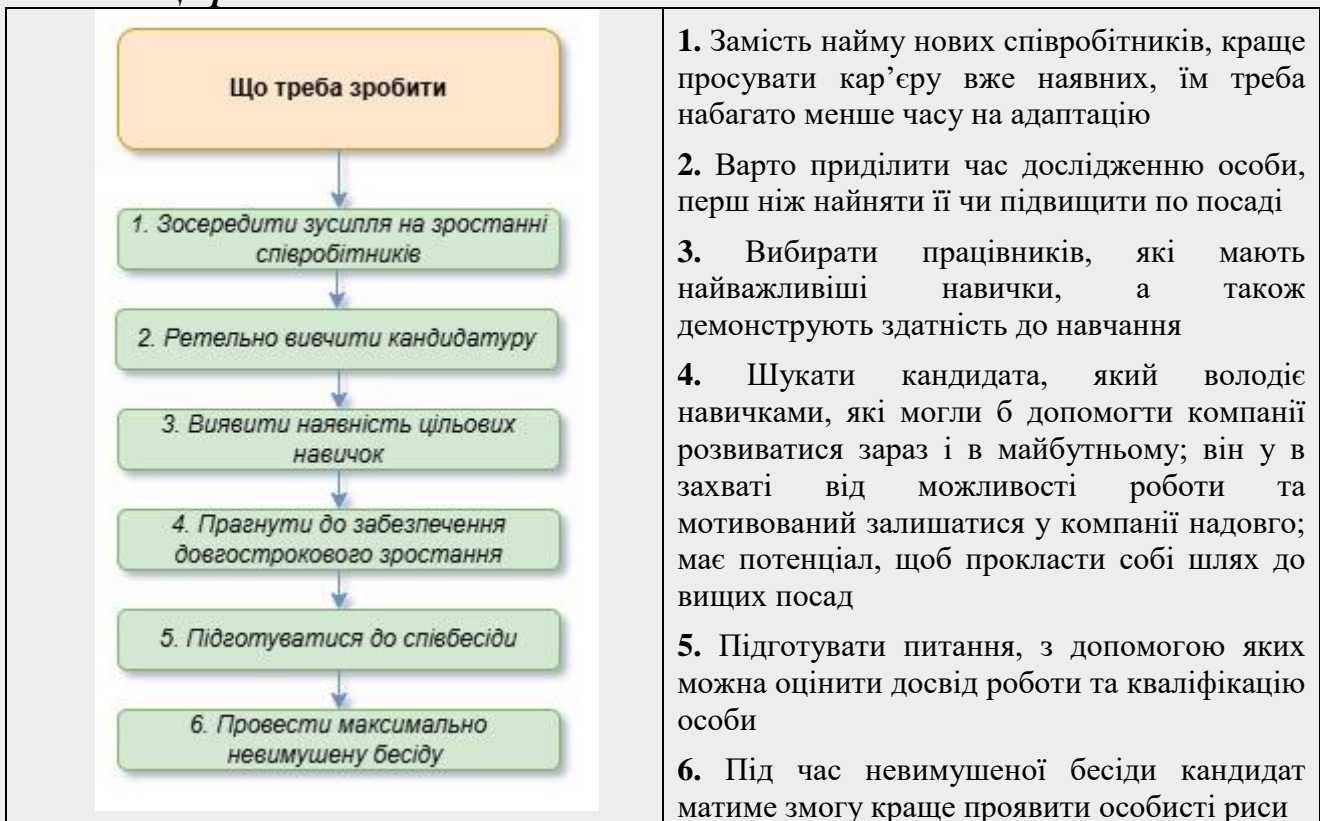 Що треба зробити
1. Зосередити зусилля на зростанні
співробітників
2. Ретельно вивчити кандидатуру
3. Виявити наявність цільових
навичок
4. Прагнути до забезпечення
довгострокового зростання
5. Підготуватися до співбесіди
6. Провести максимально
невимушену бесіду
1. Замість найму нових співробітників, краще
просувати кар’єру вже наявних, їм треба
набагато менше часу на адаптацію
2. Варто приділити час дослідженню особи,
перш ніж найняти її чи підвищити по посаді
3. Вибирати працівників, які мають
найважливіші навички, а також
демонструють здатність до навчання
4. Шукати кандидата, який володіє
навичками, які могли б допомогти компанії
розвиватися зараз і в майбутньому; він у в
захваті від можливості роботи та
мотивований залишатися у компанії надовго;
має потенціал, щоб прокласти собі шлях до
вищих посад
5. Підготувати питання, з допомогою яких
можна оцінити досвід роботи та кваліфікацію
особи
6. Під час невимушеної бесіди кандидат
матиме змогу краще проявити особисті риси